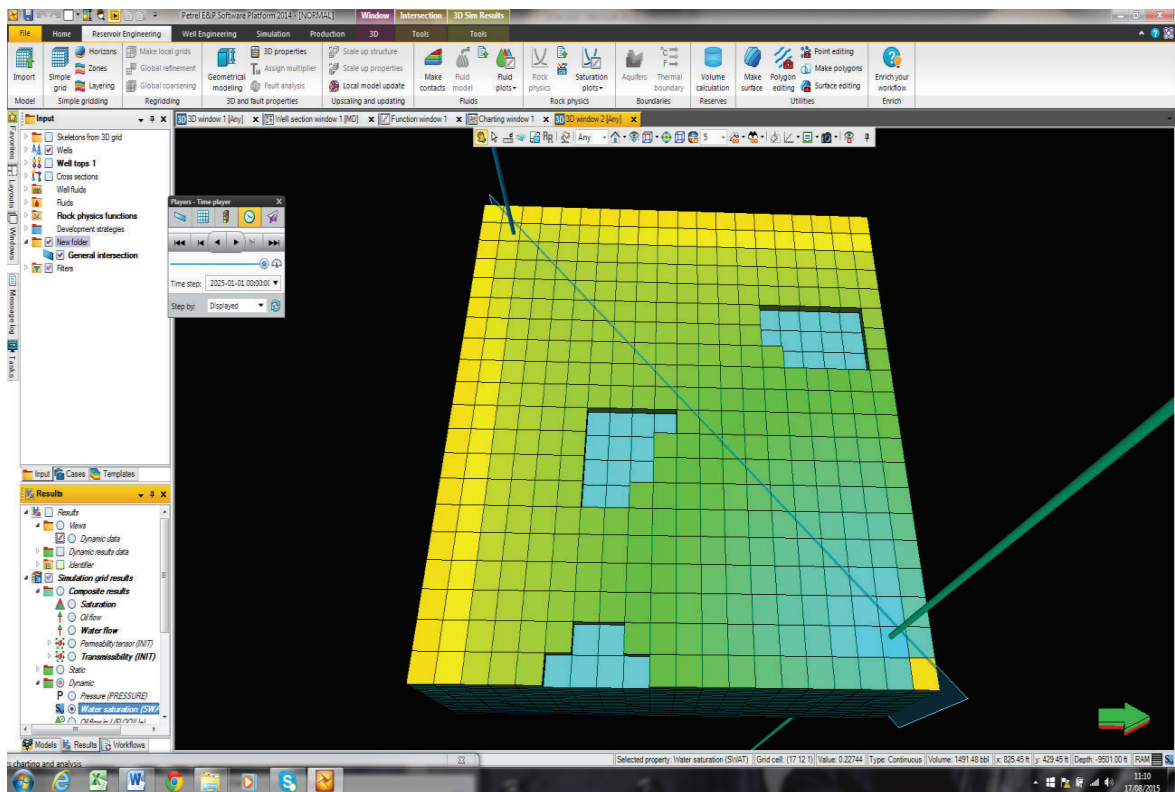 Petrel E&P Software Platform 2014 - [NORMAL]
Window Intersection 3D Sim Results
File Home Reservoir Engineering Well Engineering Simulation Production 3D Tools Tools
Import
Simple grid
Horizons
Zones
Layering
Make local grids
Global refinement
Global coarsening
Geometrical modeling
3D properties
Assign multiplier
Fault analysis
Scale up structure
Scale up properties
Local model update
Make contacts
Fluid model
Fluid plots
Rock physics
Saturation plots
Aquifers
Thermal boundary
Volume calculation
Make surface
Polygon editing
Point editing
Make polygons
Surface editing
Enrich your workflow
Model Simple gridding Regridding 3D and fault properties Upscaling and updating Fluids Rock physics Boundaries Reserves Utilities Enrich
Input
3D window 1 [Any] x Well section window 1 [MD] x Function window 1 x Charting window 1 x 3D window 2 [Any] x
Any
5
Favorites
Layouts
Windows
Message log
Tasks
Skeletons from 3D grid
Wells
Well tops 1
Cross sections
Well fluids
Fluids
Rock physics functions
Development strategies
New folder
General intersection
Filters
Players - Time player X
Time step: 2025-01-01 00:00:0
Step by: Displayed
Input Cases Templates
Results
Results
Views
Dynamic data
Dynamic results data
Identifier
Simulation grid results
Composite results
Saturation
Oil flow
Water flow
Permeability tensor (INIT)
Transmissibility (INIT)
Static
Dynamic
Pressure (PRESSURE)
Water saturation (SWA
Models Results Workflows
s charting and analysis
Selected property: Water saturation (SWAT) Grid cell: (17 12 1) Value: 0.22744 Type: Continuous Volume: 1491.48 bbl x: 825.45 ft y: 429.45 ft Depth: -9501.00 ft RAM
11:10
17/08/2015